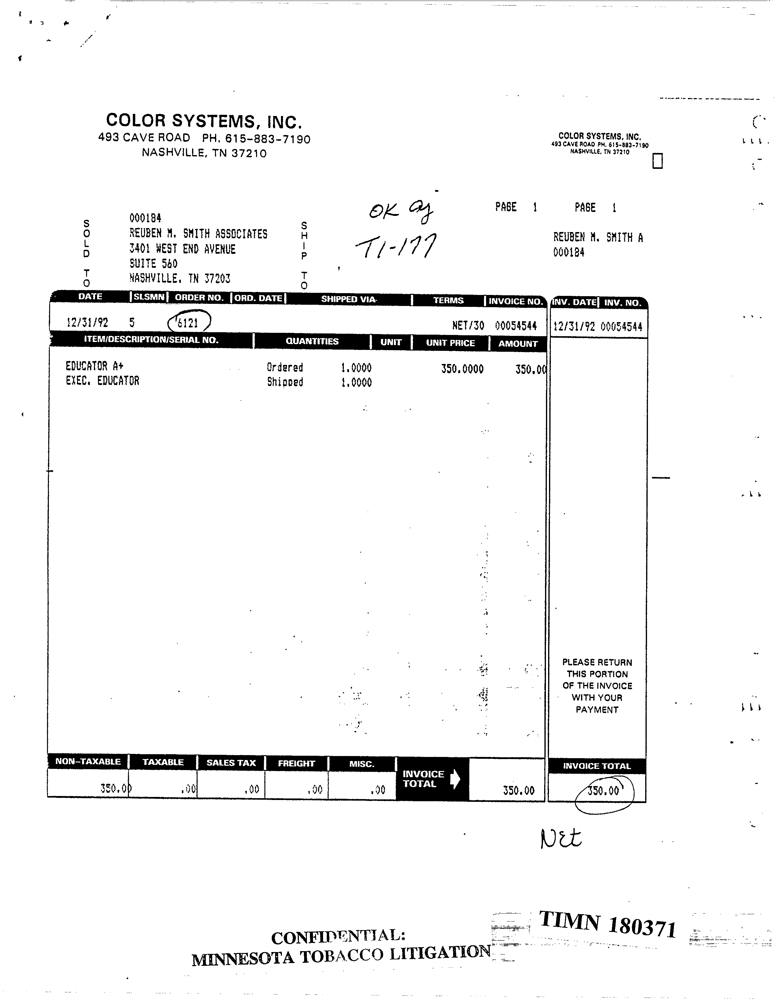 COLOR SYSTEMS, INC.
493 CAVE ROAD PH. 615-883-7190
NASHVILLE, TN 37210
COLOR SYSTEMS, INC.
493 CAVE ROAD PH. 615-883-7190
NASHVILLE, TN 37210
OK
T1-177
PAGE 1 PAGE 1
SOLD TO
000184
REUBEN M. SMITH ASSOCIATES
3401 WEST END AVENUE
SUITE 560
NASHVILLE, TN 37203
SHIP TO
REUBEN M. SMITH A
000184
DATE SLSMN ORDER NO. ORD. DATE SHIPPED VIA TERMS INVOICE NO. INV. DATE INV. NO.
12/31/92 5 6121 NET/30 00054544 12/31/92 00054544
ITEM/DESCRIPTION/SERIAL NO. QUANTITIES UNIT UNIT PRICE AMOUNT
EDUCATOR A+ Ordered 1.0000 350.0000 350.00
EXEC. EDUCATOR Shipped 1.0000
PLEASE RETURN
THIS PORTION
OF THE INVOICE
WITH YOUR
PAYMENT
NON-TAXABLE TAXABLE SALES TAX FREIGHT MISC. INVOICE TOTAL INVOICE TOTAL
350.00 .00 .00 .00 .00 350.00 350.00
Net
TIMN 180371
CONFIDENTIAL:
MINNESOTA TOBACCO LITIGATION